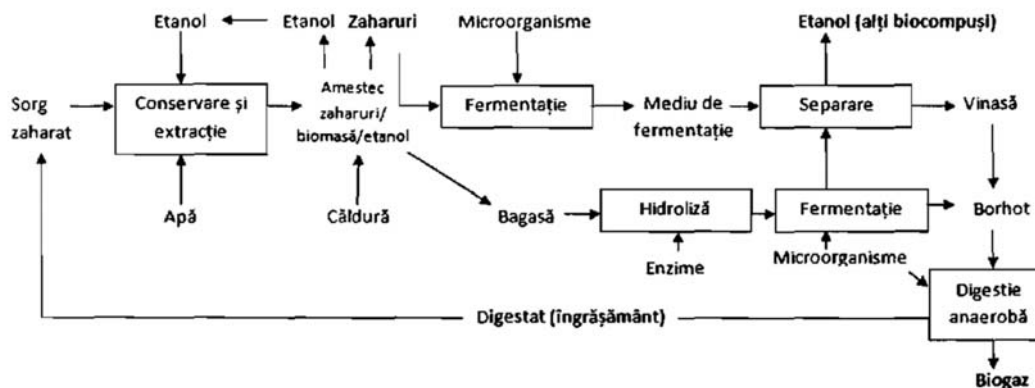 Etanol
Etanol Zaharuri
Microorganisme
Etanol (alți biocompuși)
Sorg
zaharat
Conservare și
extracție
Amestec
zaharuri/
biomasă/etanol
Fermentație
Mediu de
fermentație
Separare
Vinasă
Apă
Căldură
Bagasă
Hidroliză
Fermentație
Borhot
Enzime
Microorganisme
Digestie
anaerobă
Digestat (îngrășământ)
Biogaz